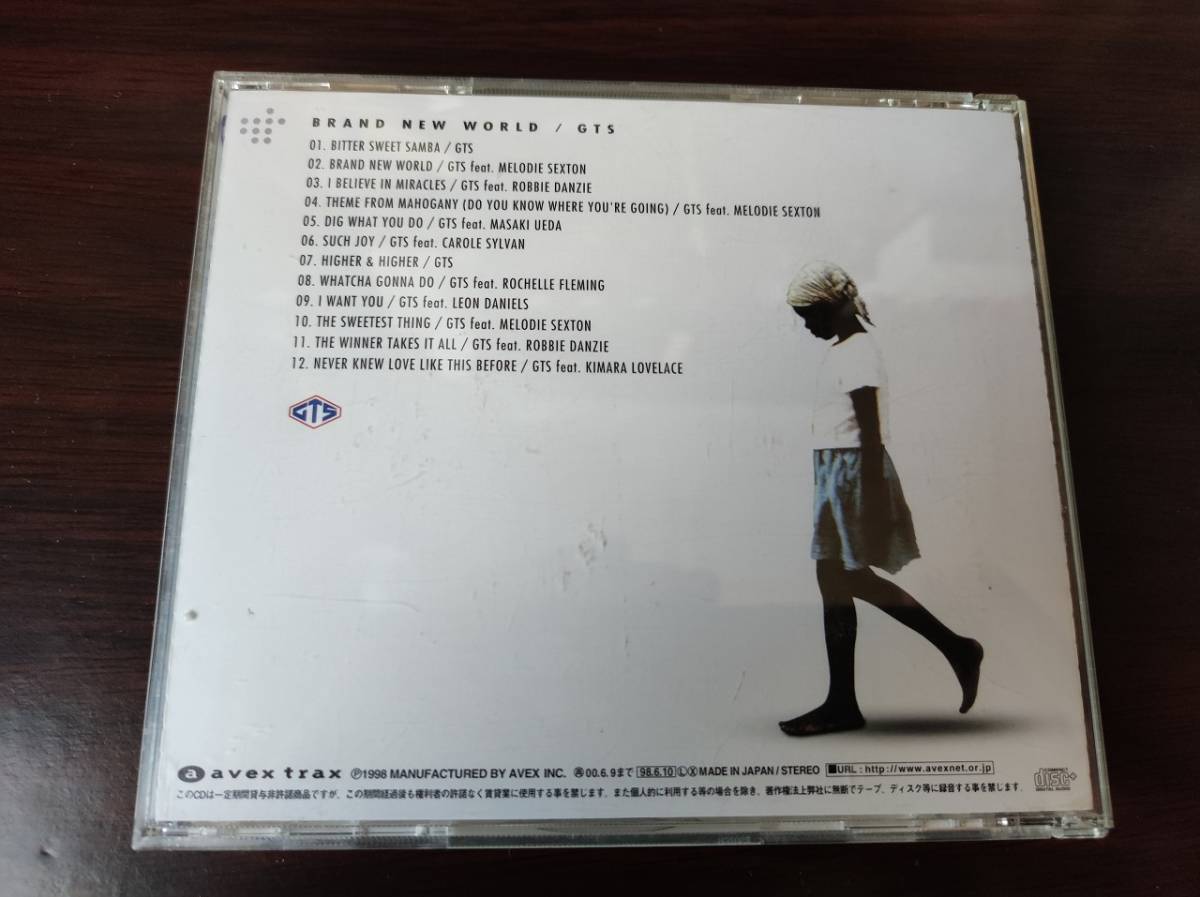 BRAND NEW WORLD / GTS
01. BITTER SWEET SAMBA / GTS
02. BRAND NEW WORLD / GTS feat. MELODIE SEXTON
03. I BELIEVE IN MIRACLES / GTS feat. ROBBIE DANZIE
04. THEME FROM MAHOGANY (DO YOU KNOW WHERE YOU'RE GOING) / GTS feat. MELODIE SEXTON
05. DIG WHAT YOU DO / GTS feat. MASAKI UEDA
06. SUCH JOY / GTS feat. CAROLE SYLVAN
07. HIGHER & HIGHER / GTS
08. WHATCHA GONNA DO / GTS feat. ROCHELLE FLEMING
09. I WANT YOU / GTS feat. LEON DANIELS
10. THE SWEETEST THING / GTS feat. MELODIE SEXTON
11. THE WINNER TAKES IT ALL / GTS feat. ROBBIE DANZIE
12. NEVER KNEW LOVE LIKE THIS BEFORE / GTS feat. KIMARA LOVELACE
GTS
a avex trax ℗1998 MANUFACTURED BY AVEX INC. ㋮00.6.9まで 98.6.10 Ⓛ Ⓧ MADE IN JAPAN / STEREO ■URL : http://www.avexnet.or.jp
このCDは一定期間貸与非許諾商品ですが、この期間経過後も権利者の許諾なく賃貸業に使用する事を禁じます。また個人的に利用する等の場合を除き、著作権法上弊社に無断でテープ、ディスク等に録音する事を禁じます。
COMPACT disc DIGITAL AUDIO